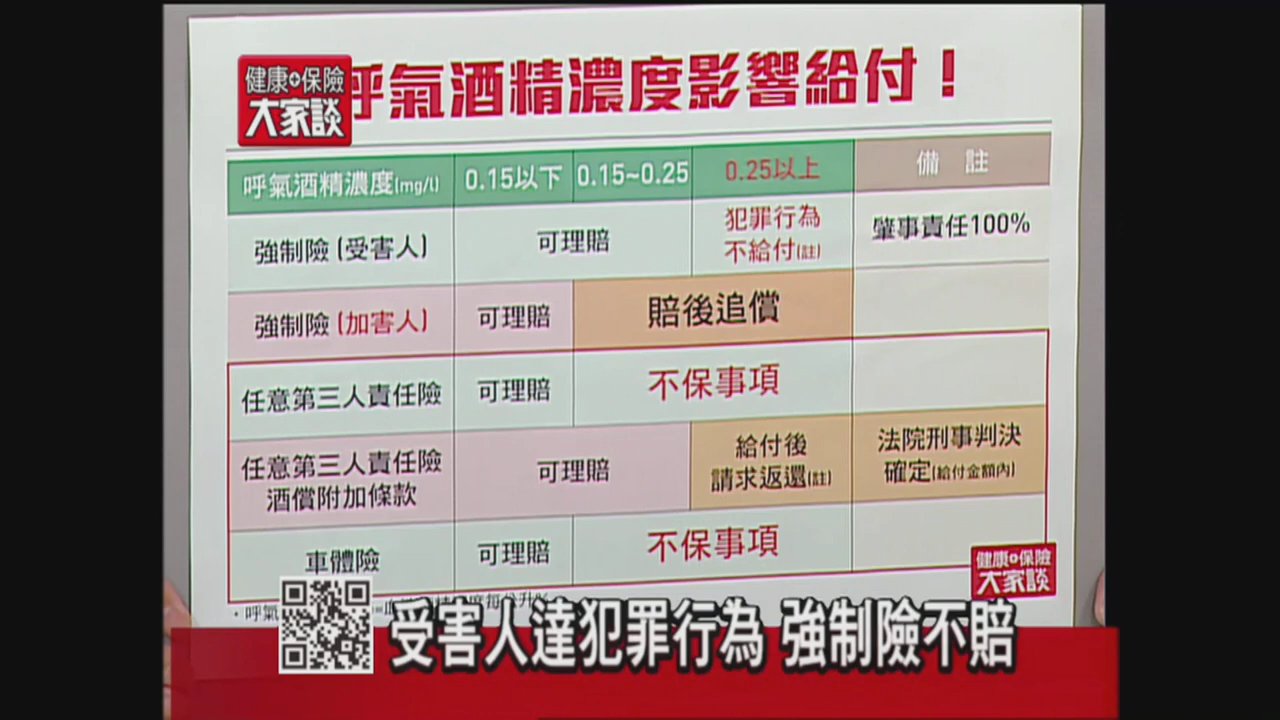 健康+保險
大家談
呼氣酒精濃度影響給付！
呼氣酒精濃度(mg/l) 0.15以下 0.15~0.25 0.25以上 備 註
強制險(受害人) 可理賠 犯罪行為
不給付(註) 肇事責任100%
強制險(加害人) 可理賠 賠後追償
任意第三人責任險 可理賠 不保事項
任意第三人責任險
酒償附加條款 可理賠 給付後
請求返還(註) 法院刑事判決
確定(給付金額內)
車體險 可理賠 不保事項
健康+保險
大家談
・呼氣
受害人達犯罪行為 強制險不賠